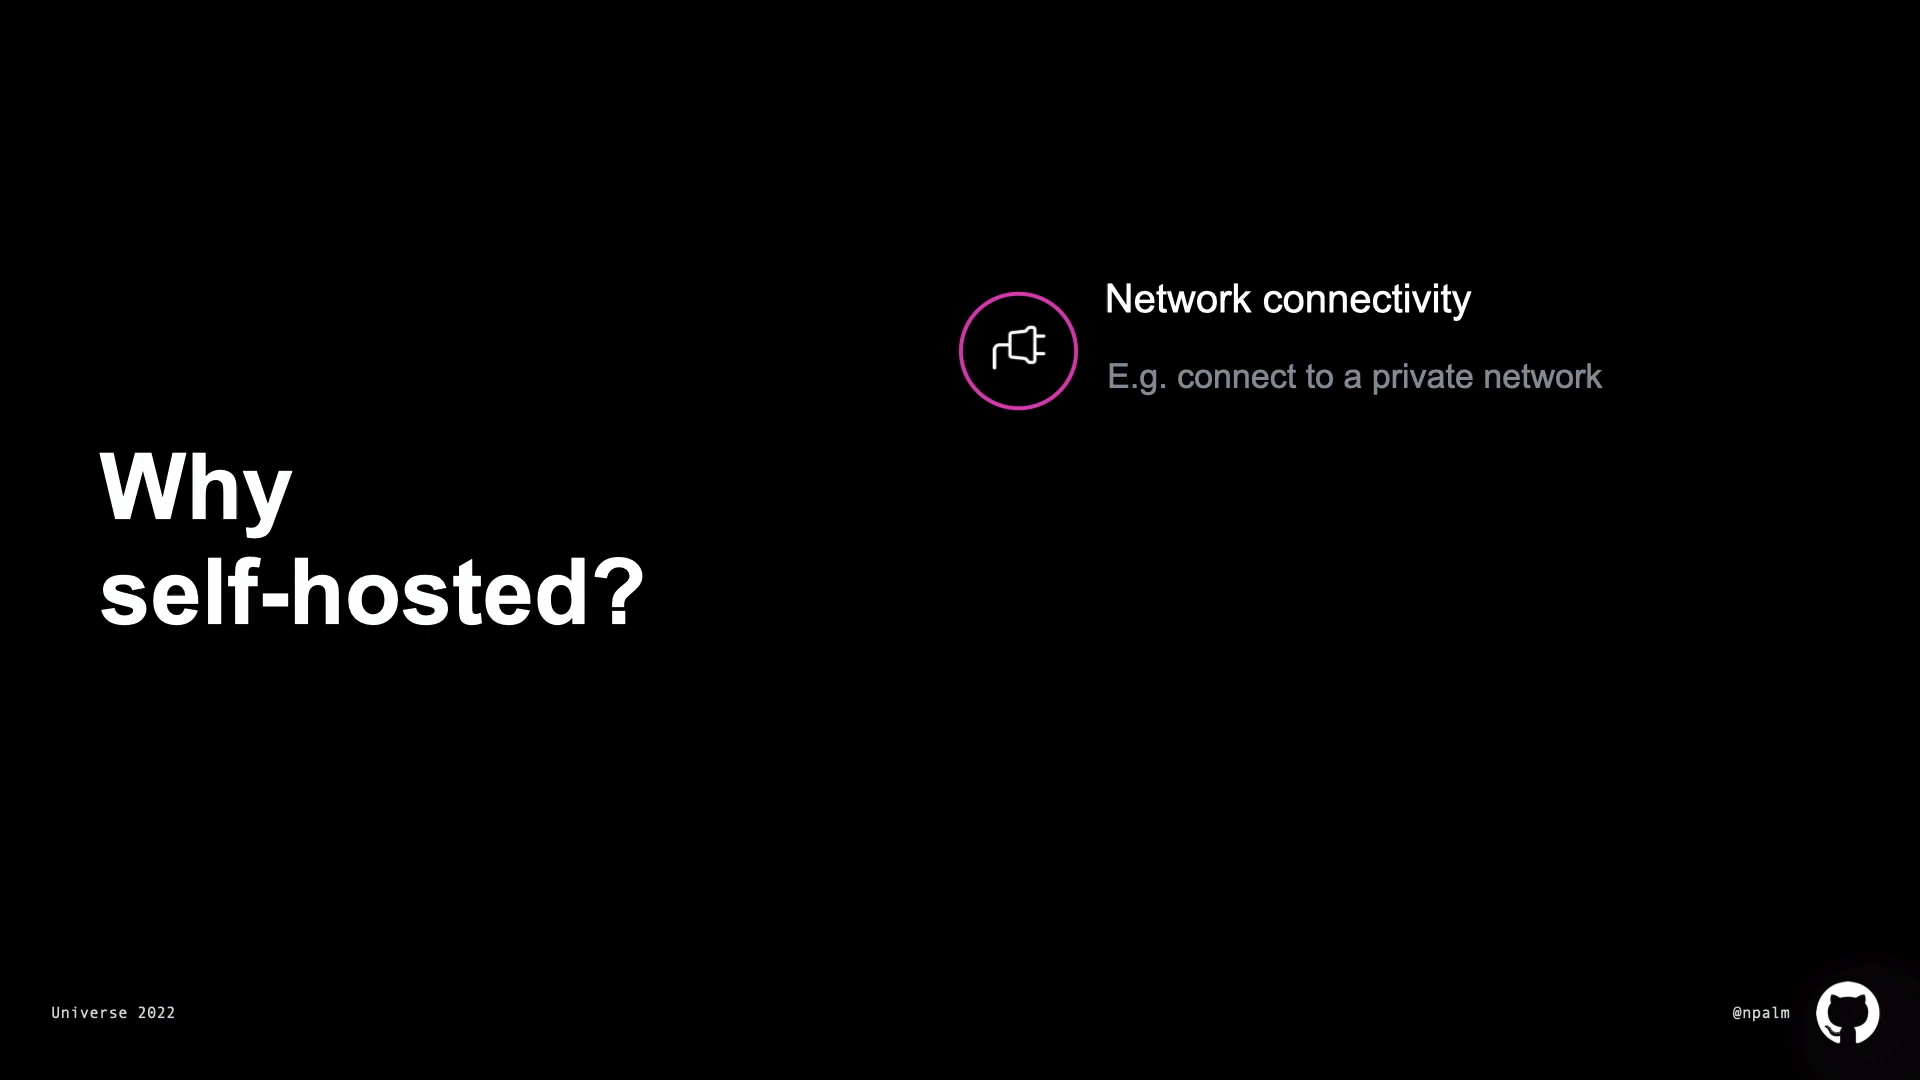 Why
self-hosted?
Network connectivity
E.g. connect to a private network
Universe 2022
@npalm